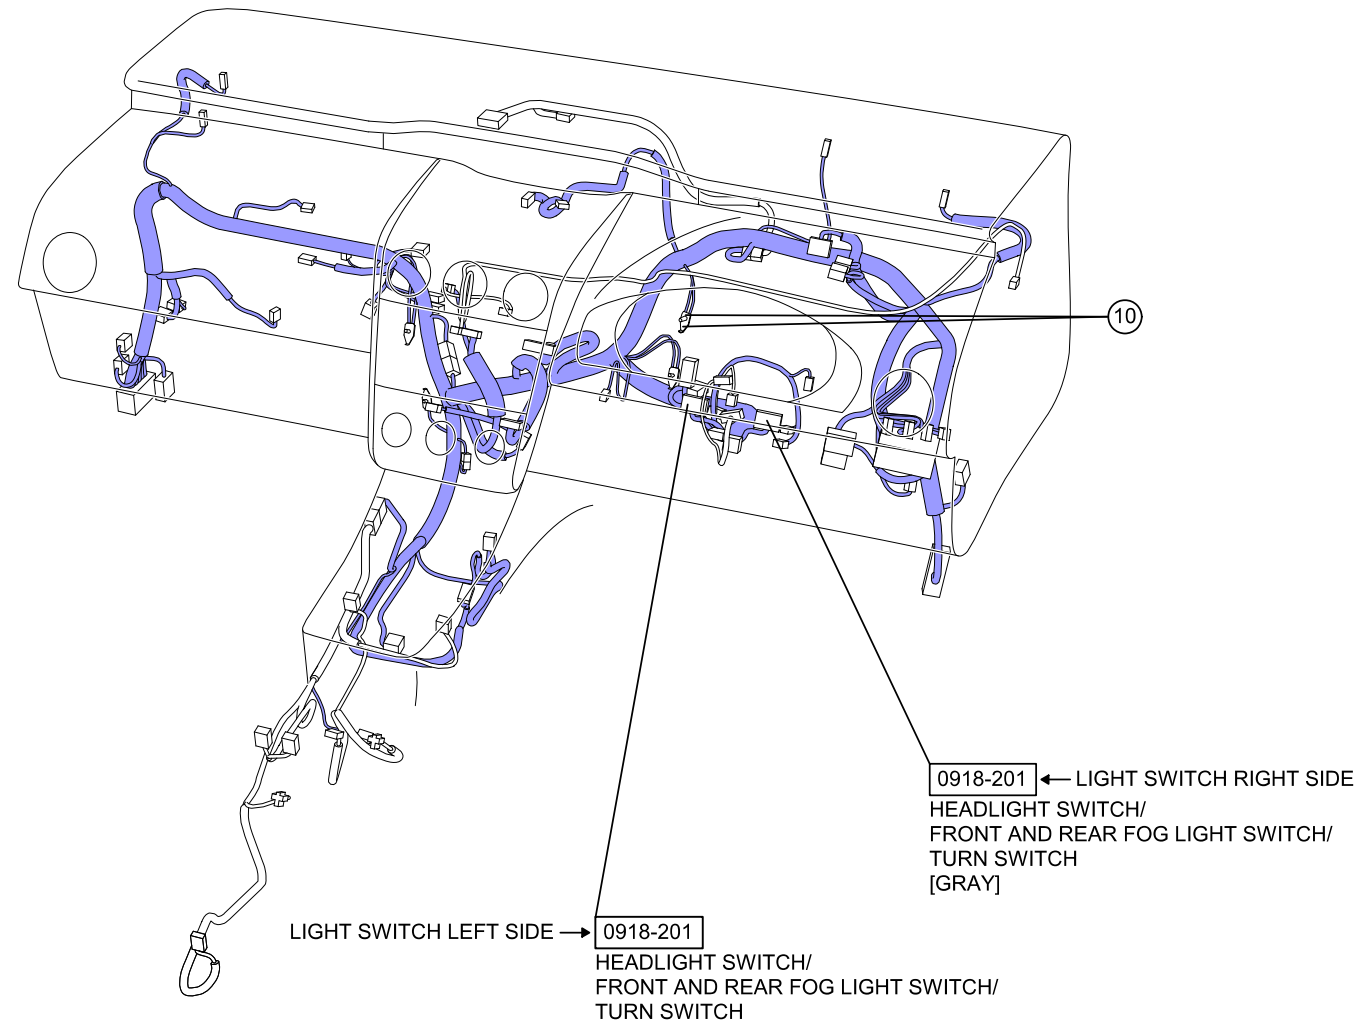 10
0918-201
LIGHT SWITCH RIGHT SIDE
HEADLIGHT SWITCH/
FRONT AND REAR FOG LIGHT SWITCH/
TURN SWITCH
[GRAY]
LIGHT SWITCH LEFT SIDE
0918-201
HEADLIGHT SWITCH/
FRONT AND REAR FOG LIGHT SWITCH/
TURN SWITCH